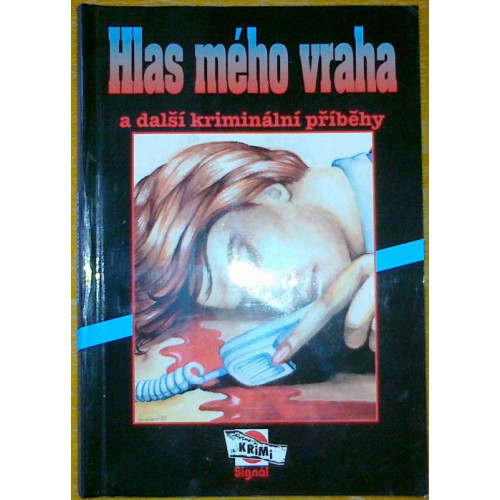 Hlas mého vraha
a další kriminální příběhy
KRiMi
Signál